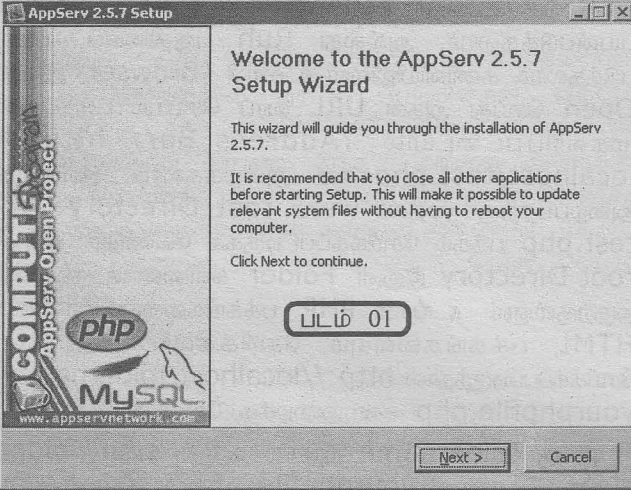 AppServ 2.5.7 Setup
Welcome to the AppServ 2.5.7
Setup Wizard
This wizard will guide you through the installation of AppServ
2.5.7.
It is recommended that you close all other applications
before starting Setup. This will make it possible to update
relevant system files without having to reboot your
computer.
Click Next to continue.
படம் 01
COMPUTER
AppServ Open Project
php
MySQL
www.appservnetwork.com
Next >
Cancel